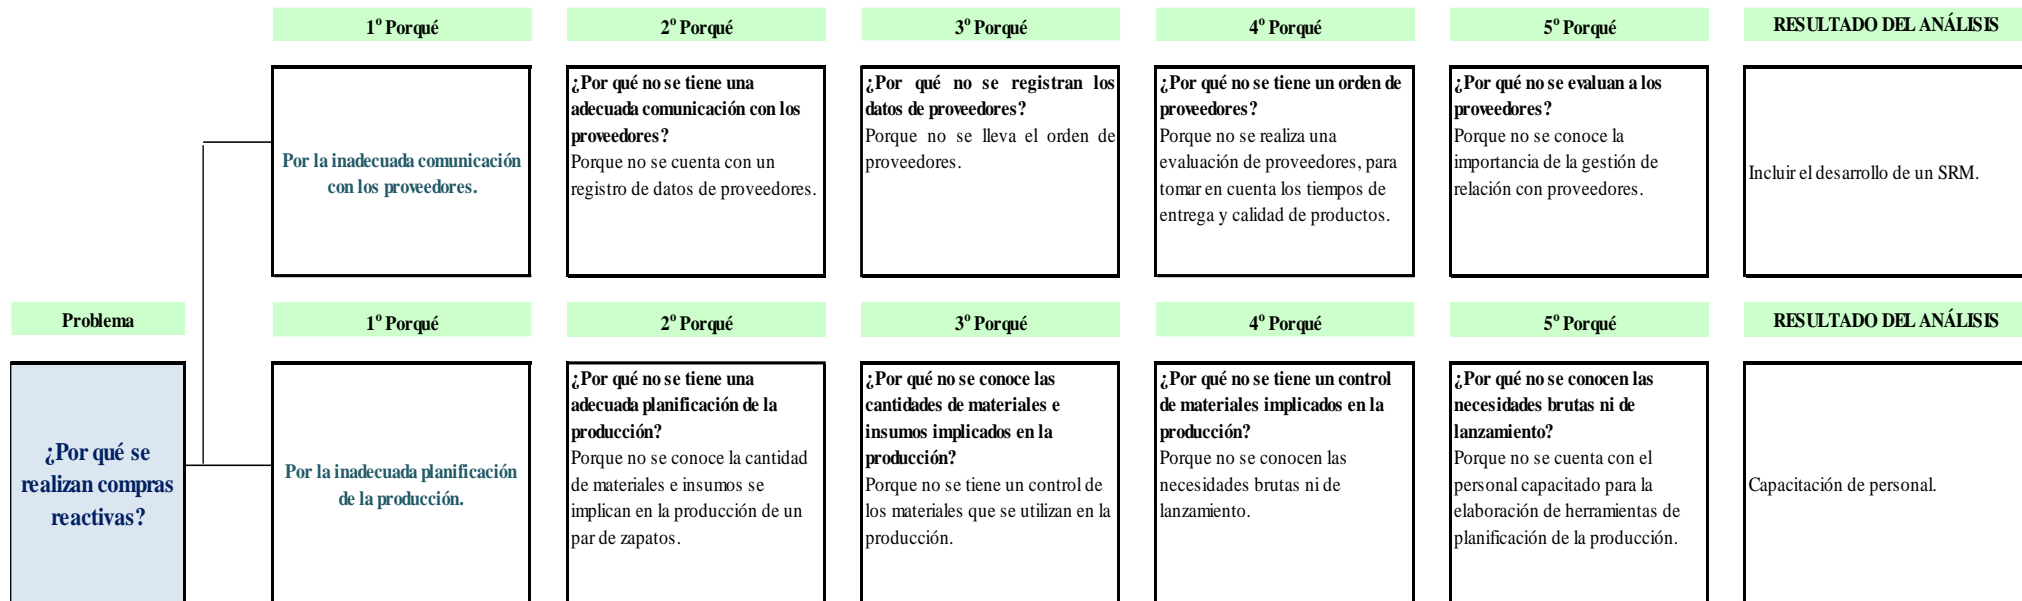 1º Porqué
2º Porqué
3º Porqué
4º Porqué
5º Porqué
RESULTADO DEL ANÁLISIS
Por la inadecuada comunicación
con los proveedores.
¿Por qué no se tiene una
adecuada comunicación con los
proveedores?
Porque no se cuenta con un
registro de datos de proveedores.
¿Por qué no se registran los
datos de proveedores?
Porque no se lleva el orden de
proveedores.
¿Por qué no se tiene un orden de
proveedores?
Porque no se realiza una
evaluación de proveedores, para
tomar en cuenta los tiempos de
entrega y calidad de productos.
¿Por qué no se evaluan a los
proveedores?
Porque no se conoce la
importancia de la gestión de
relación con proveedores.
Incluir el desarrollo de un SRM.
Problema
1º Porqué
2º Porqué
3º Porqué
4º Porqué
5º Porqué
RESULTADO DEL ANÁLISIS
¿Por qué se
realizan compras
reactivas?
Por la inadecuada planificación
de la producción.
¿Por qué no se tiene una
adecuada planificación de la
producción?
Porque no se conoce la cantidad
de materiales e insumos se
implican en la producción de un
par de zapatos.
¿Por qué no se conoce las
cantidades de materiales e
insumos implicados en la
producción?
Porque no se tiene un control de
los materiales que se utilizan en la
producción.
¿Por qué no se tiene un control
de materiales implicados en la
producción?
Porque no se conocen las
necesidades brutas ni de
lanzamiento.
¿Por qué no se conocen las
necesidades brutas ni de
lanzamiento?
Porque no se cuenta con el
personal capacitado para la
elaboración de herramientas de
planificación de la producción.
Capacitación de personal.